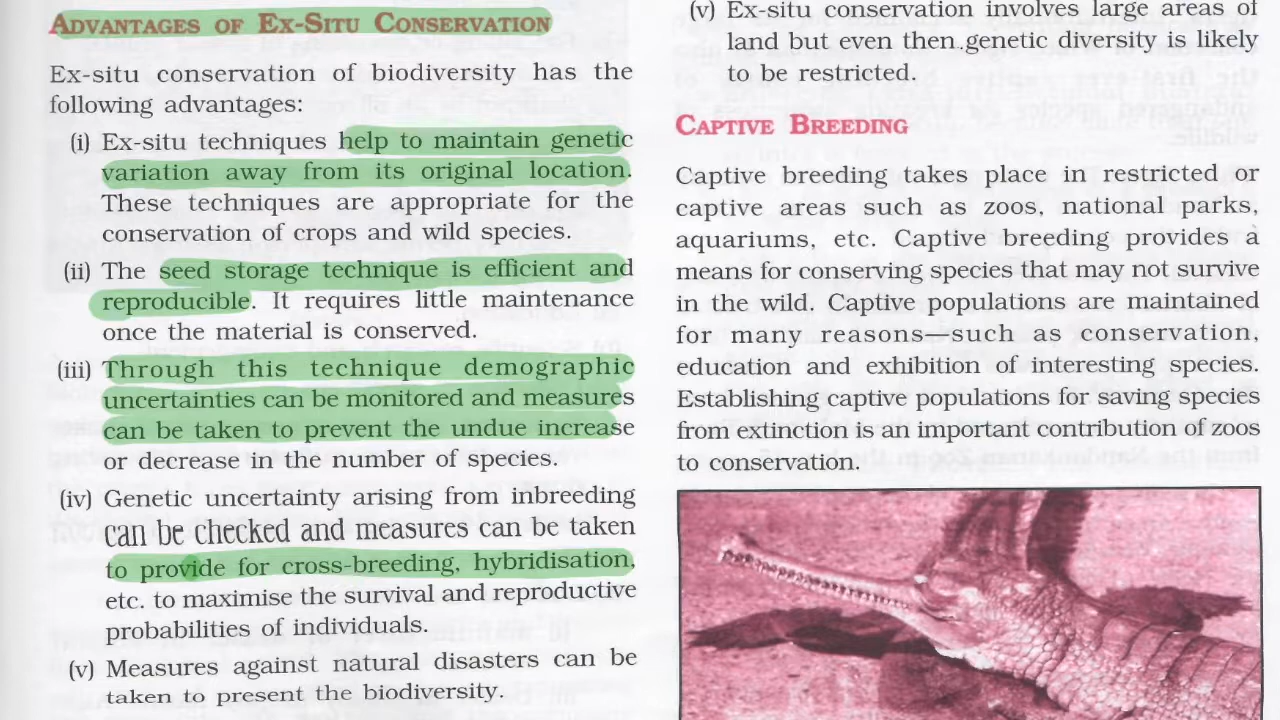 ADVANTAGES OF EX-SITU CONSERVATION
Ex-situ conservation of biodiversity has the
following advantages:
(i) Ex-situ techniques help to maintain genetic
variation away from its original location.
These techniques are appropriate for the
conservation of crops and wild species.
(ii) The seed storage technique is efficient and
reproducible. It requires little maintenance
once the material is conserved.
(iii) Through this technique demographic
uncertainties can be monitored and measures
can be taken to prevent the undue increase
or decrease in the number of species.
(iv) Genetic uncertainty arising from inbreeding
can be checked and measures can be taken
to provide for cross-breeding, hybridisation,
etc. to maximise the survival and reproductive
probabilities of individuals.
(v) Measures against natural disasters can be
taken to present the biodiversity.
(v) Ex-situ conservation involves large areas of
land but even then genetic diversity is likely
to be restricted.
CAPTIVE BREEDING
Captive breeding takes place in restricted or
captive areas such as zoos, national parks,
aquariums, etc. Captive breeding provides a
means for conserving species that may not survive
in the wild. Captive populations are maintained
for many reasons—such as conservation,
education and exhibition of interesting species.
Establishing captive populations for saving species
from extinction is an important contribution of zoos
to conservation.